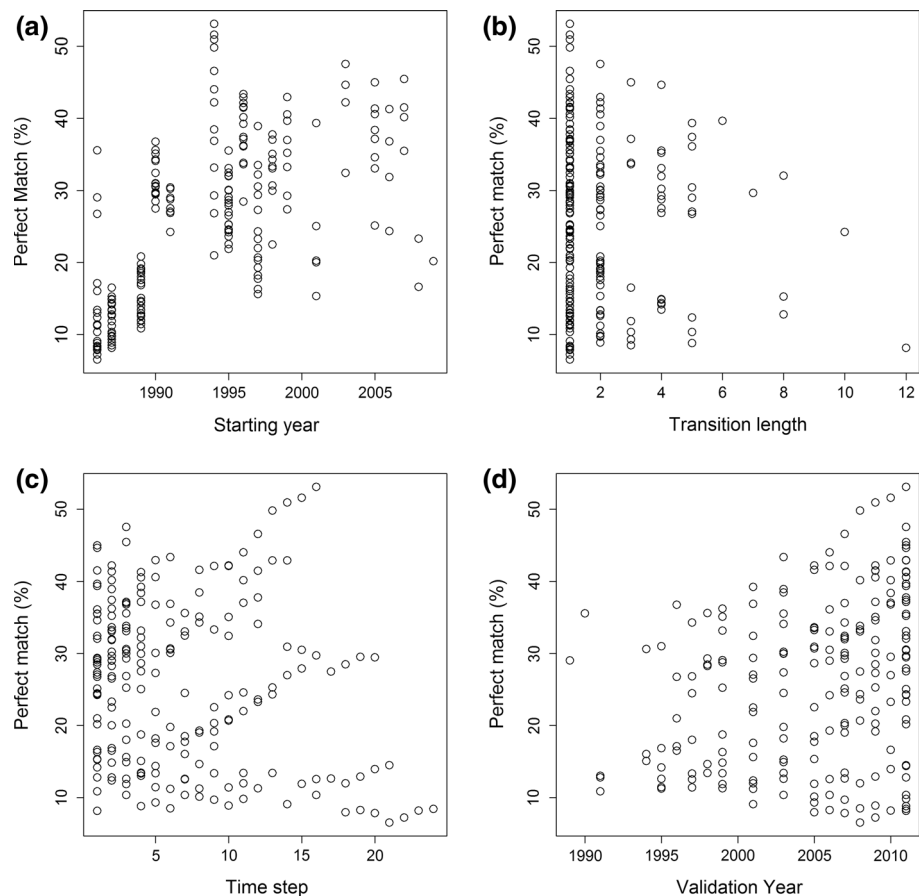 (a)
50
40
30
20
10
Perfect Match (%)
1990 1995 2000 2005
Starting year
(b)
50
40
30
20
10
Perfect match (%)
2 4 6 8 10 12
Transition length
(c)
50
40
30
20
10
Perfect match (%)
5 10 15 20
Time step
(d)
50
40
30
20
10
Perfect match (%)
1990 1995 2000 2005 2010
Validation Year